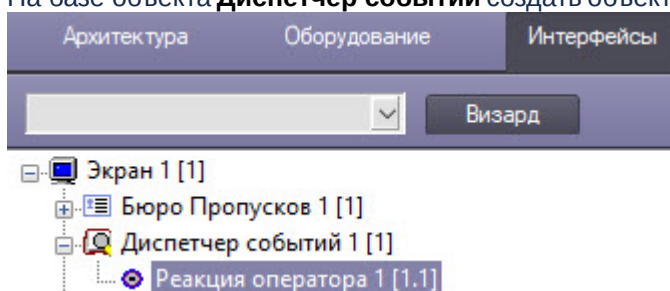 На базе объекта Диспетчер событий создать объект
Архитектура Оборудование Интерфейсы
Визард
Экран 1 [1]
Бюро Пропусков 1 [1]
Диспетчер событий 1 [1]
Реакция оператора 1 [1.1]